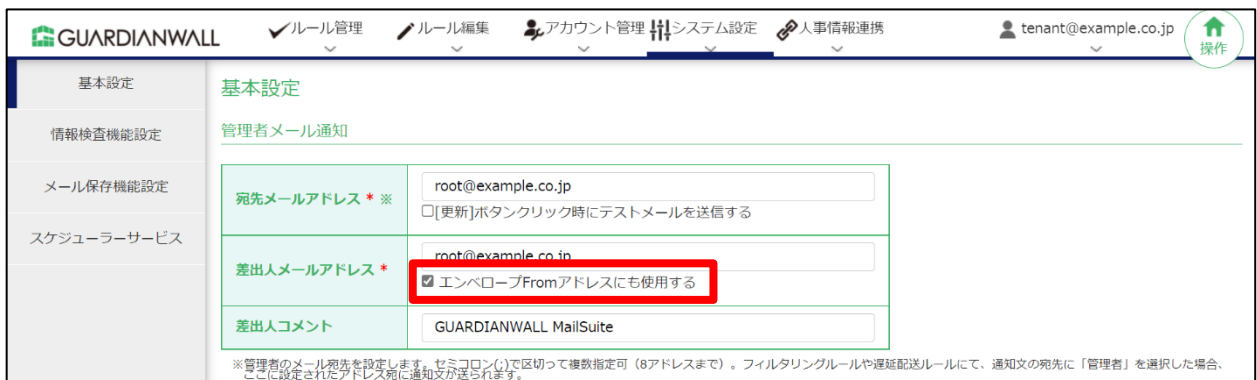 GUARDIANWALL ルール管理 ルール編集 アカウント管理 システム設定 人事情報連携 tenant@example.co.jp
操作
基本設定
情報検査機能設定
メール保存機能設定
スケジューラーサービス
基本設定
管理者メール通知
宛先メールアドレス * ※
root@example.co.jp
[更新]ボタンクリック時にテストメールを送信する
差出人メールアドレス *
root@example.co.jp
エンベロープFromアドレスにも使用する
差出人コメント
GUARDIANWALL MailSuite
※管理者のメール宛先を設定します。セミコロン(;)で区切って複数指定可（8アドレスまで）。フィルタリングルールや遅延配送ルールにて、通知文の宛先に「管理者」を選択した場合、
ここに設定されたアドレス宛に通知文が送られます。